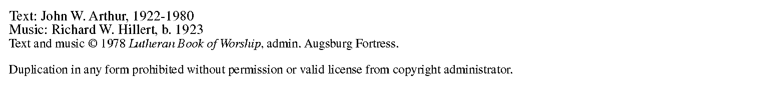 Text: John W. Arthur, 1922-1980
Music: Richard W. Hillert, b. 1923
Text and music © 1978 Lutheran Book of Worship, admin. Augsburg Fortress.
Duplication in any form prohibited without permission or valid license from copyright administrator.